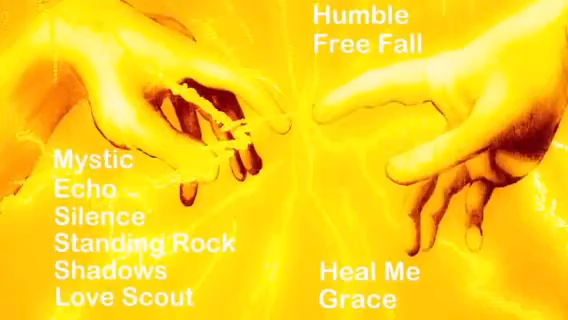 Humble
Free Fall
Mystic
Echo
Silence
Standing Rock
Shadows
Love Scout
Heal Me
Grace